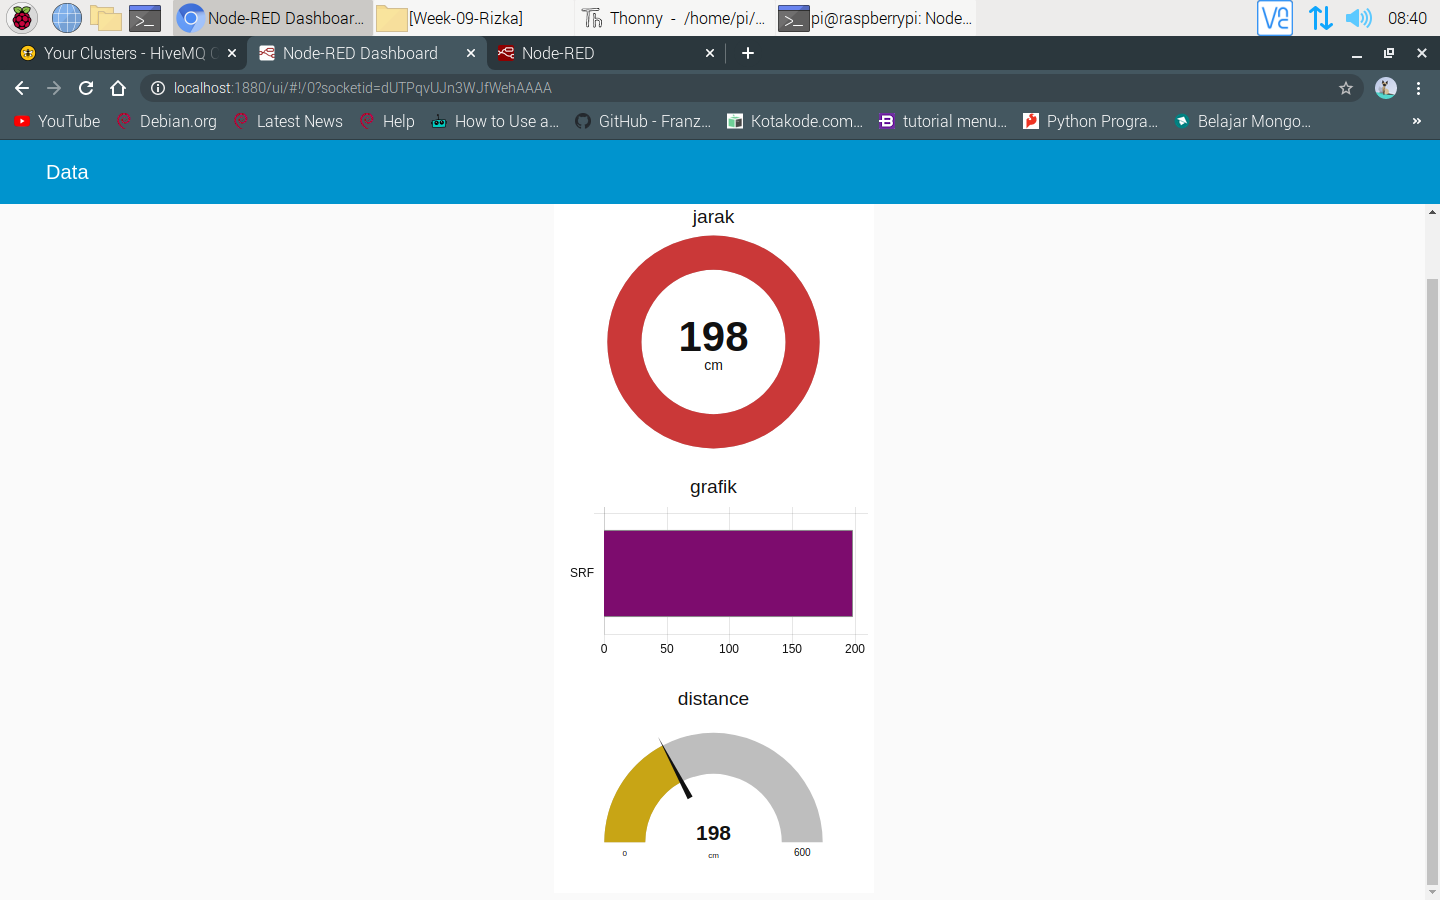 Node-RED Dashboar...
[Week-09-Rizka]
Thonny - /home/pi/...
pi@raspberrypi: Node...
08:40
Your Clusters - HiveMQ C
Node-RED Dashboard
Node-RED
localhost:1880/ui/#!/0?socketid=dUTPqvUJn3WJfWehAAAA
YouTube
Debian.org
Latest News
Help
How to Use a...
GitHub - Franz...
Kotakode.com...
tutorial menu...
Python Progra...
Belajar Mongo...
»
Data
jarak
198
cm
grafik
SRF
0 50 100 150 200
distance
198
cm
0
600